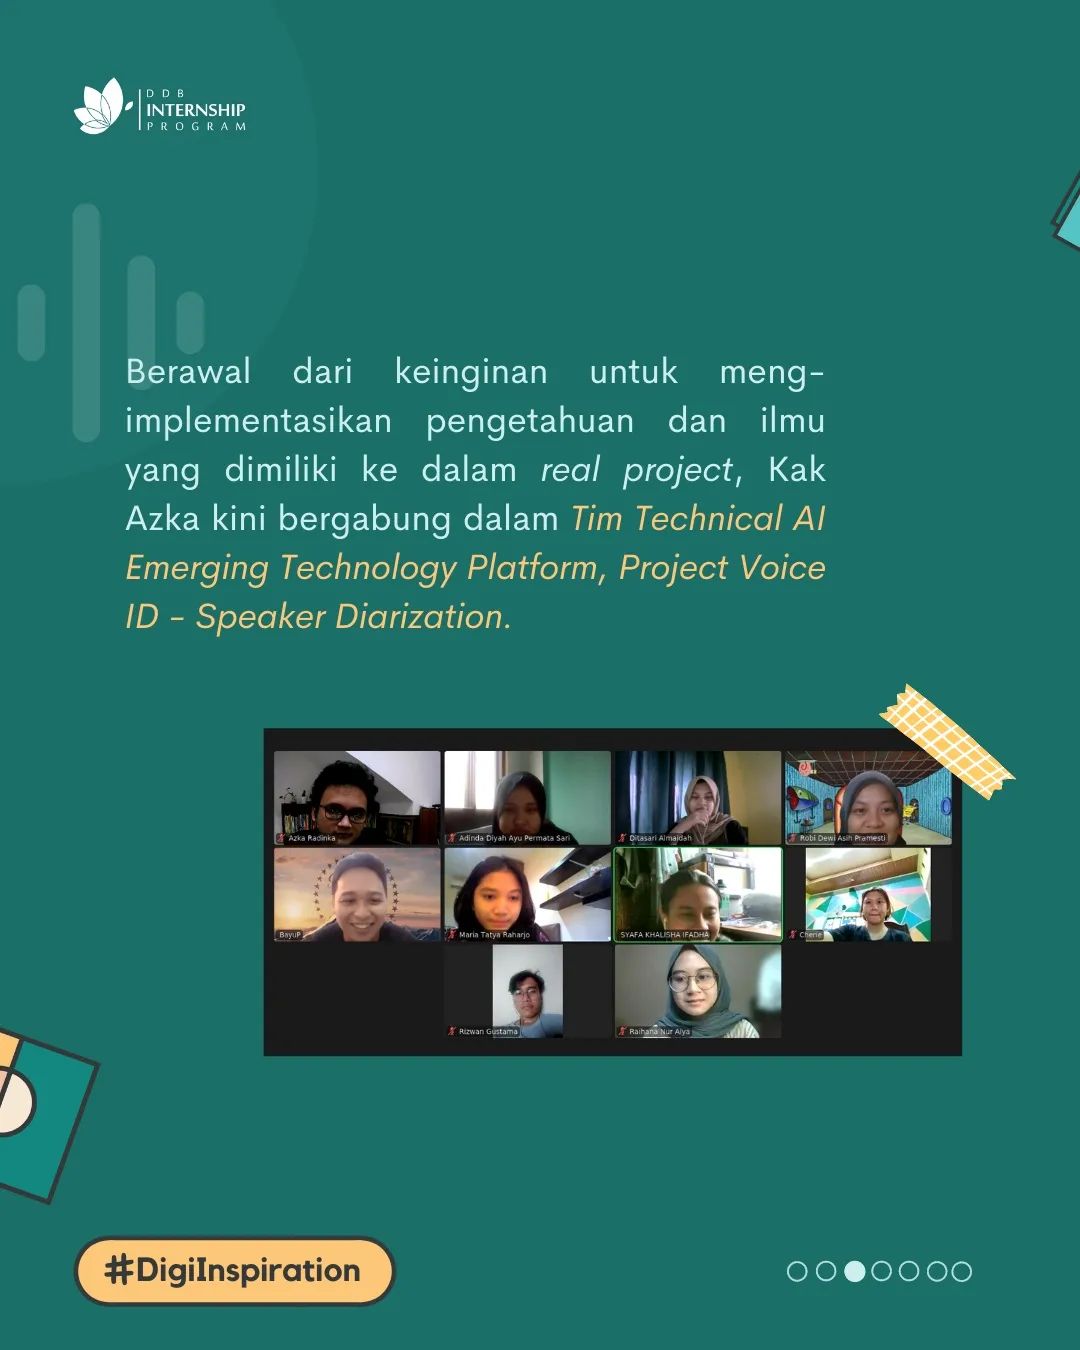 DDB
INTERNSHIP
PROGRAM
Berawal dari keinginan untuk meng-
implementasikan pengetahuan dan ilmu
yang dimiliki ke dalam real project, Kak
Azka kini bergabung dalam Tim Technical AI
Emerging Technology Platform, Project Voice
ID - Speaker Diarization.
Azka Radinka
Adinda Diyah Ayu Permata Sari
Ditasari Almaidah
Robi Dewi Asih Pramesti
BayuP
Maria Tatya Raharjo
SYAFA KHALISHA IFADHA
Cherie
Rizwan Gustama
Raihana Nur Alya
#DigiInspiration